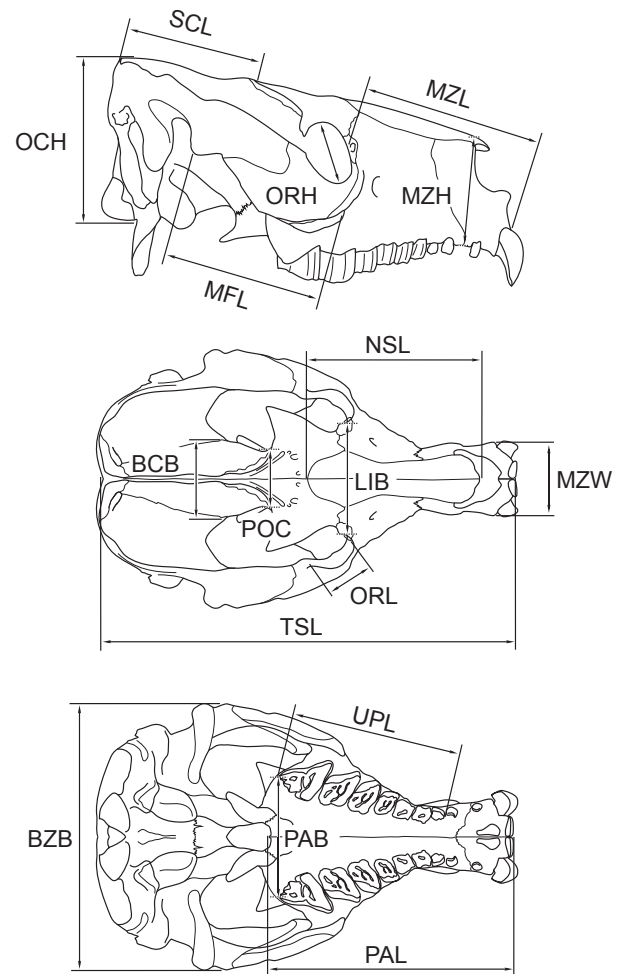 SCL
MZL
OCH
ORH
MZH
MFL
NSL
BCB
LIB
MZW
POC
ORL
TSL
UPL
BZB
PAB
PAL